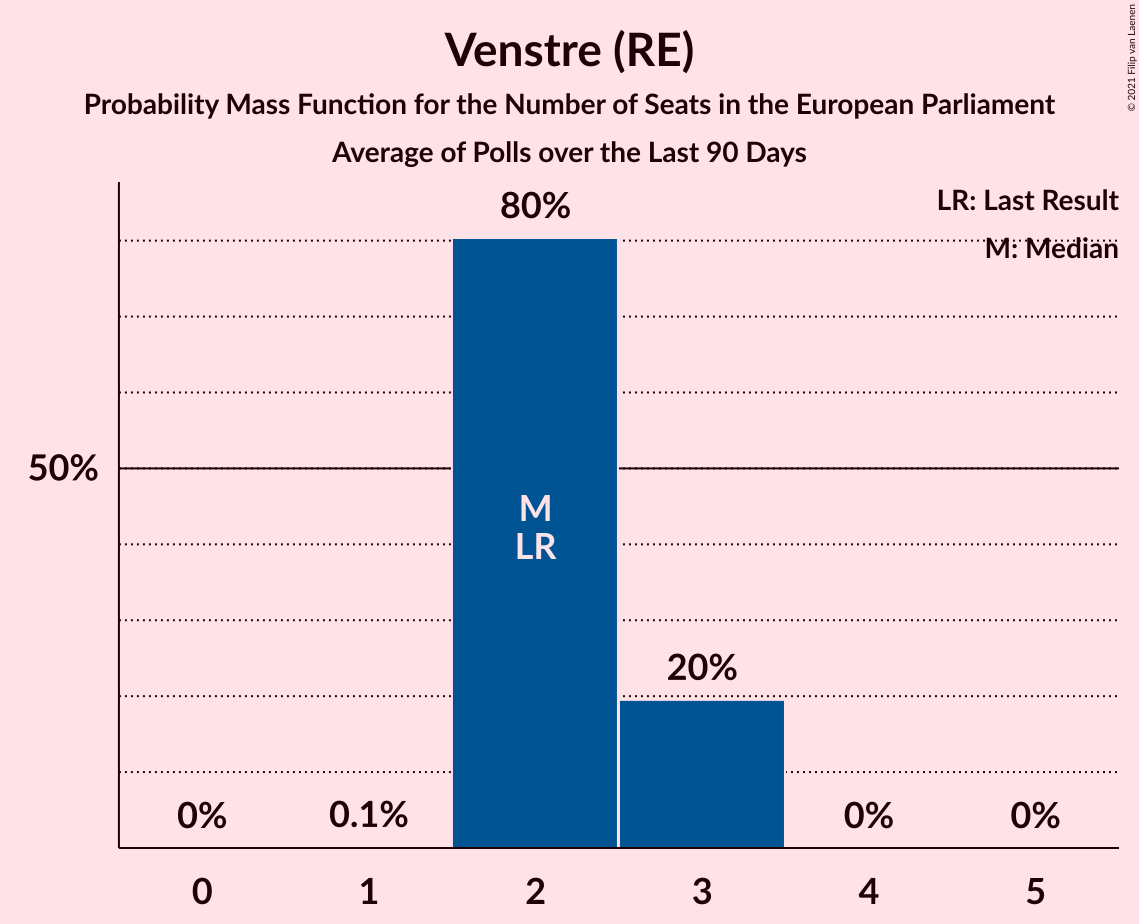 Venstre (RE)
Probability Mass Function for the Number of Seats in the European Parliament
Average of Polls over the Last 90 Days
© 2021 Filip van Laenen
LR: Last Result
M: Median
80%
50%
M
LR
20%
0%
0.1%
0%
0%
0
1
2
3
4
5